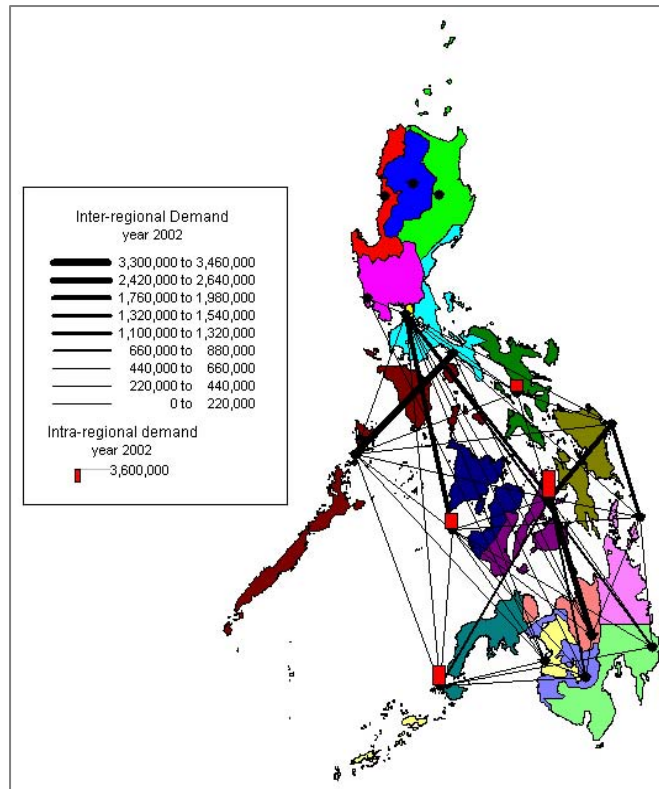 Inter-regional Demand
year 2002
3,300,000 to 3,460,000
2,420,000 to 2,640,000
1,760,000 to 1,980,000
1,320,000 to 1,540,000
1,100,000 to 1,320,000
660,000 to 880,000
440,000 to 660,000
220,000 to 440,000
0 to 220,000
Intra-regional demand
year 2002
3,600,000